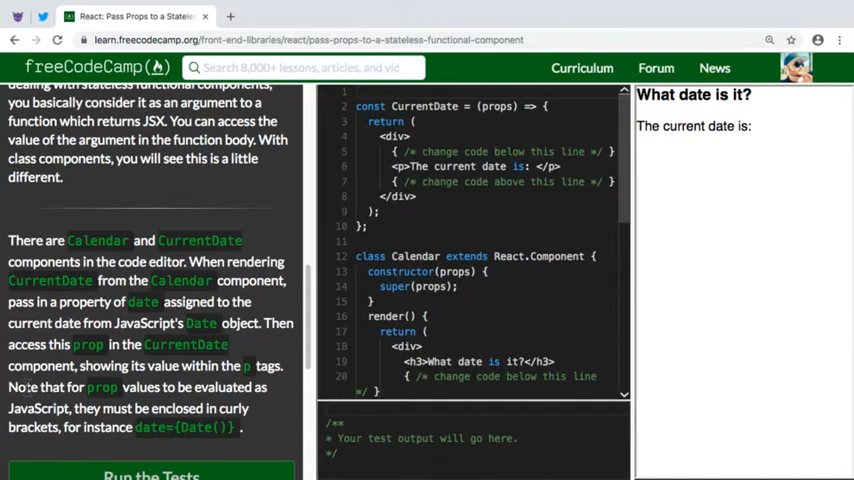 React: Pass Props to a Statele
learn.freecodecamp.org/front-end-libraries/react/pass-props-to-a-stateless-functional-component
freeCodeCamp
Search 8,000+ lessons, articles, and vid
Curriculum
Forum
News
dealing with stateless functional components,
you basically consider it as an argument to a
function which returns JSX. You can access the
value of the argument in the function body. With
class components, you will see this is a little
different.
There are Calendar and CurrentDate
components in the code editor. When rendering
CurrentDate from the Calendar component,
pass in a property of date assigned to the
current date from JavaScript's Date object. Then
access this prop in the CurrentDate
component, showing its value within the p tags.
Note that for prop values to be evaluated as
JavaScript, they must be enclosed in curly
brackets, for instance date={Date()} .
Run the Tests
1
2 const CurrentDate = (props) => {
3 return (
4 <div>
5 { /* change code below this line */ }
6 <p>The current date is: </p>
7 { /* change code above this line */ }
8 </div>
9 );
10 };
11
12 class Calendar extends React.Component {
13 constructor(props) {
14 super(props);
15 }
16 render() {
17 return (
18 <div>
19 <h3>What date is it?</h3>
20 { /* change code below this line
*/ }
/**
* Your test output will go here.
*/
What date is it?
The current date is: